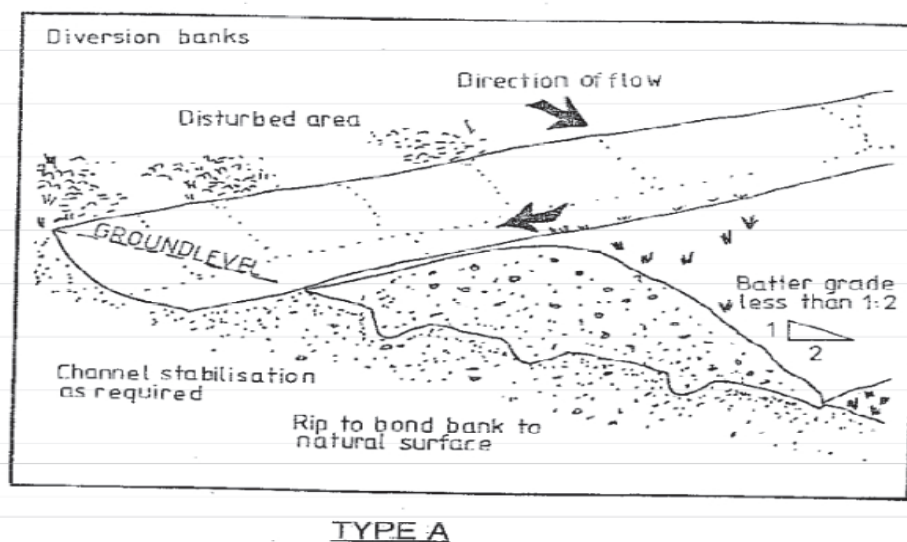 Diversion banks
Direction of flow
Disturbed area
GROUNDLEVEL
Batter grade
less than 1:2
1
2
Channel stabilisation
as required
Rip to bond bank to
natural surface
TYPE A